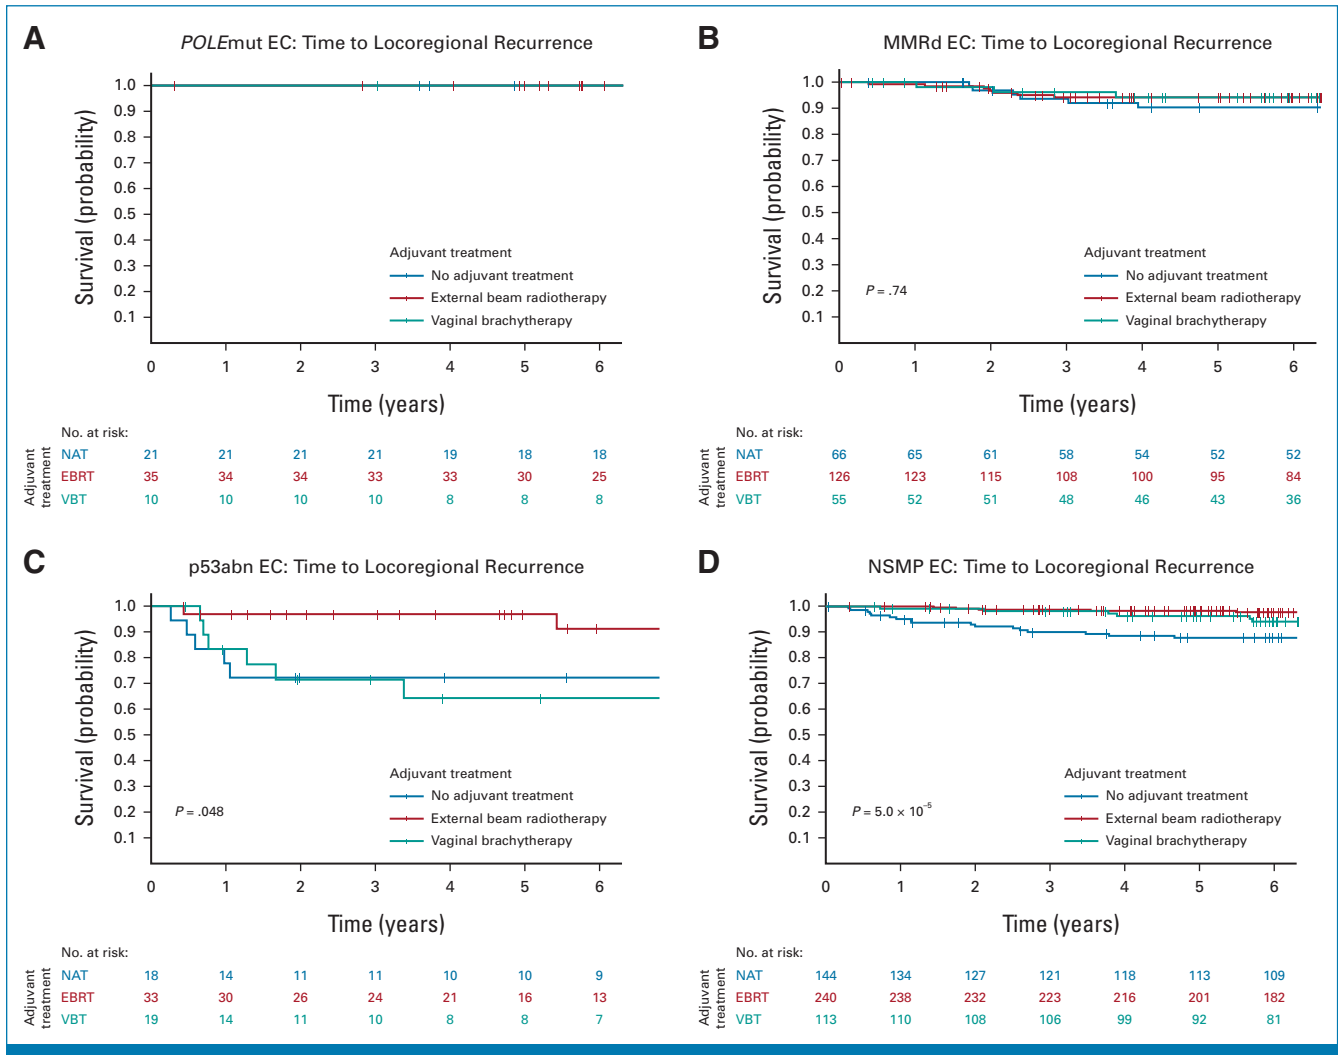 A
POLEmut EC: Time to Locoregional Recurrence
Survival (probability)
1.0
0.9
0.8
0.7
0.6
0.5
0.4
0.3
0.2
0.1
Adjuvant treatment
No adjuvant treatment
External beam radiotherapy
Vaginal brachytherapy
0 1 2 3 4 5 6
Time (years)
No. at risk:
Adjuvant treatment
NAT 21 21 21 21 19 18 18
EBRT 35 34 34 33 33 30 25
VBT 10 10 10 10 8 8 8
B
MMRd EC: Time to Locoregional Recurrence
Survival (probability)
1.0
0.9
0.8
0.7
0.6
0.5
0.4
0.3
0.2
0.1
P = .74
Adjuvant treatment
No adjuvant treatment
External beam radiotherapy
Vaginal brachytherapy
0 1 2 3 4 5 6
Time (years)
No. at risk:
Adjuvant treatment
NAT 66 65 61 58 54 52 52
EBRT 126 123 115 108 100 95 84
VBT 55 52 51 48 46 43 36
C
p53abn EC: Time to Locoregional Recurrence
Survival (probability)
1.0
0.9
0.8
0.7
0.6
0.5
0.4
0.3
0.2
0.1
P = .048
Adjuvant treatment
No adjuvant treatment
External beam radiotherapy
Vaginal brachytherapy
0 1 2 3 4 5 6
Time (years)
No. at risk:
Adjuvant treatment
NAT 18 14 11 11 10 10 9
EBRT 33 30 26 24 21 16 13
VBT 19 14 11 10 8 8 7
D
NSMP EC: Time to Locoregional Recurrence
Survival (probability)
1.0
0.9
0.8
0.7
0.6
0.5
0.4
0.3
0.2
0.1
P = 5.0 × 10⁻⁵
Adjuvant treatment
No adjuvant treatment
External beam radiotherapy
Vaginal brachytherapy
0 1 2 3 4 5 6
Time (years)
No. at risk:
Adjuvant treatment
NAT 144 134 127 121 118 113 109
EBRT 240 238 232 223 216 201 182
VBT 113 110 108 106 99 92 81